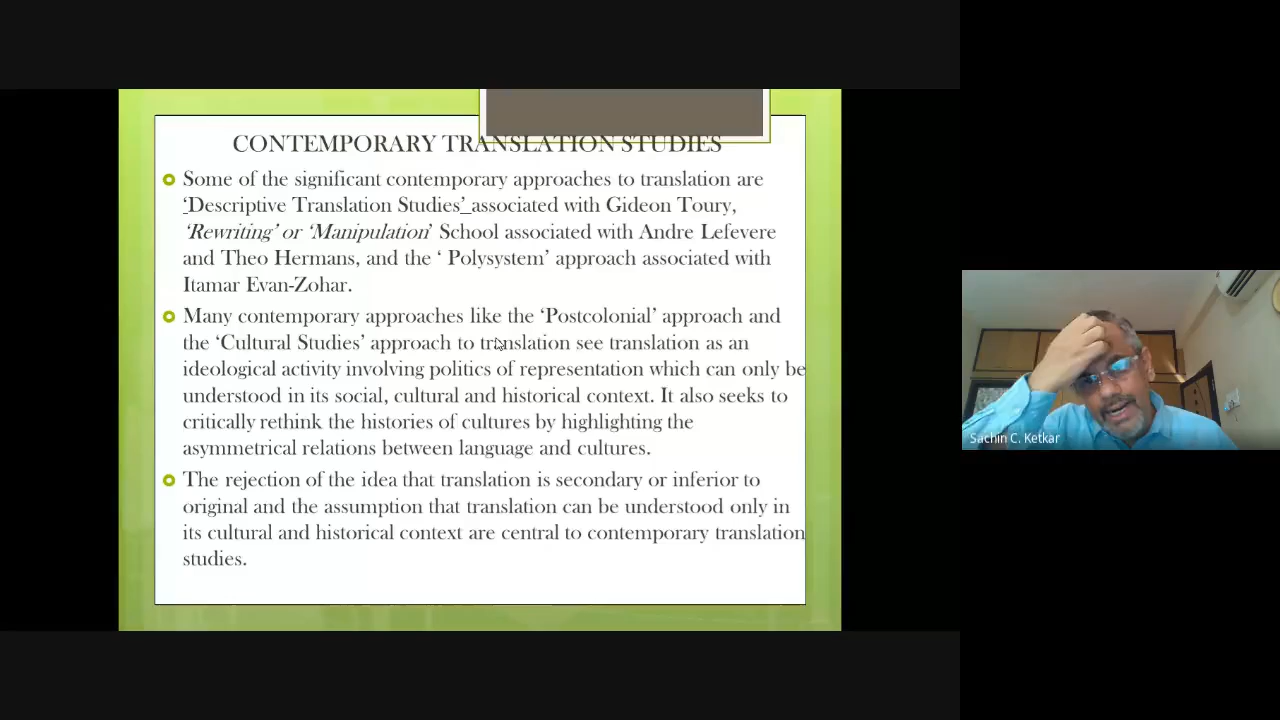 CONTEMPORARY TRANSLATION STUDIES
Some of the significant contemporary approaches to translation are
‘Descriptive Translation Studies’ associated with Gideon Toury,
‘Rewriting’ or ‘Manipulation’ School associated with Andre Lefevere
and Theo Hermans, and the ‘ Polysystem’ approach associated with
Itamar Evan-Zohar.
Many contemporary approaches like the ‘Postcolonial’ approach and
the ‘Cultural Studies’ approach to translation see translation as an
ideological activity involving politics of representation which can only be
understood in its social, cultural and historical context. It also seeks to
critically rethink the histories of cultures by highlighting the
asymmetrical relations between language and cultures.
The rejection of the idea that translation is secondary or inferior to
original and the assumption that translation can be understood only in
its cultural and historical context are central to contemporary translation
studies.
Sachin C. Ketkar